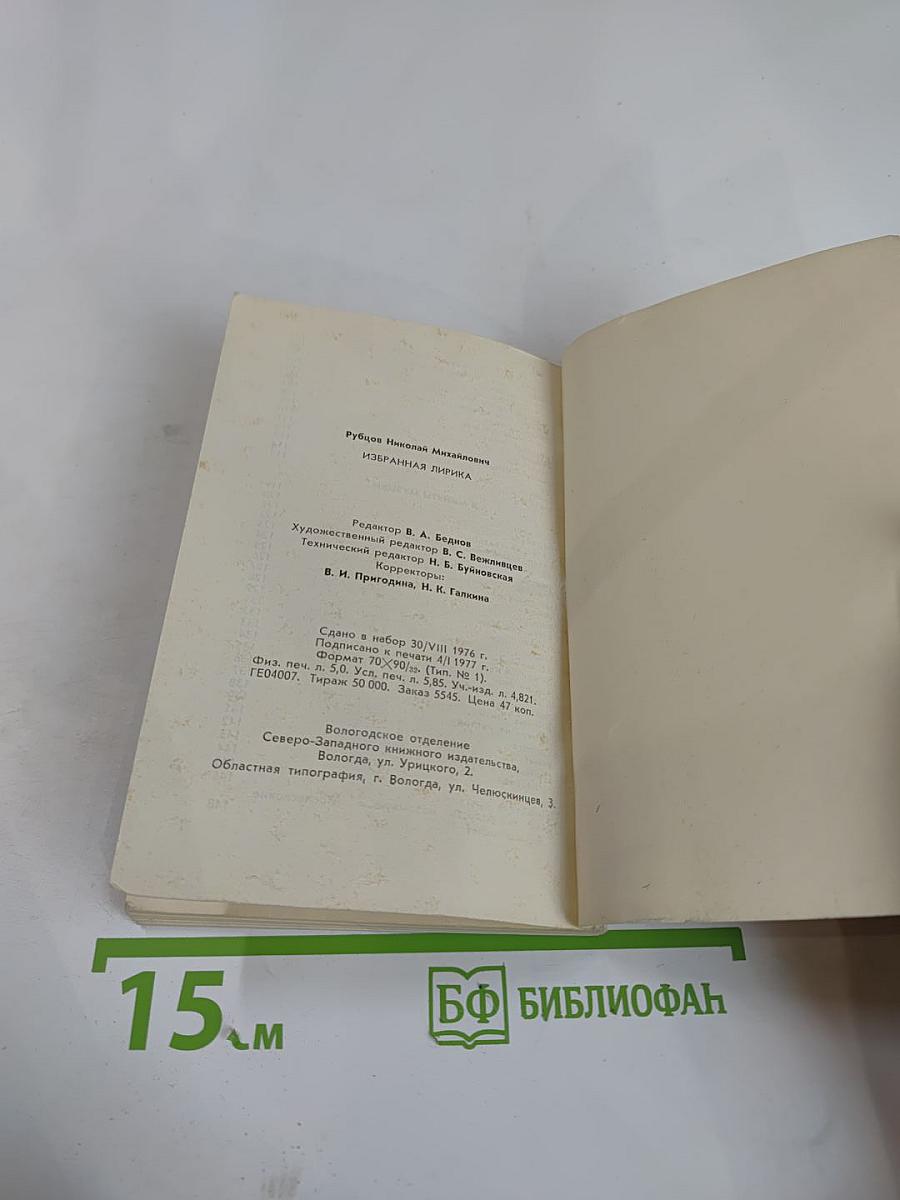 Рубцов Николай Михайлович
ИЗБРАННАЯ ЛИРИКА
Редактор В. А. Беднов
Художественный редактор В. С. Вежливцев
Технический редактор Н. Б. Буйновская
Корректоры:
В. И. Пригодина, Н. К. Галкина
Сдано в набор 30/VIII 1976 г.
Подписано к печати 4/I 1977 г.
Формат 70×90/32. (Тип. № 1).
Физ. печ. л. 5,0. Усл. печ. л. 5,85. Уч.-изд. л. 4,821.
ГЕ04007. Тираж 50 000. Заказ 5545. Цена 47 коп.
Вологодское отделение
Северо-Западного книжного издательства,
Вологда, ул. Урицкого, 2.
Областная типография, г. Вологда, ул. Челюскинцев, 3.
15 см
БФ БИБЛИОФАН